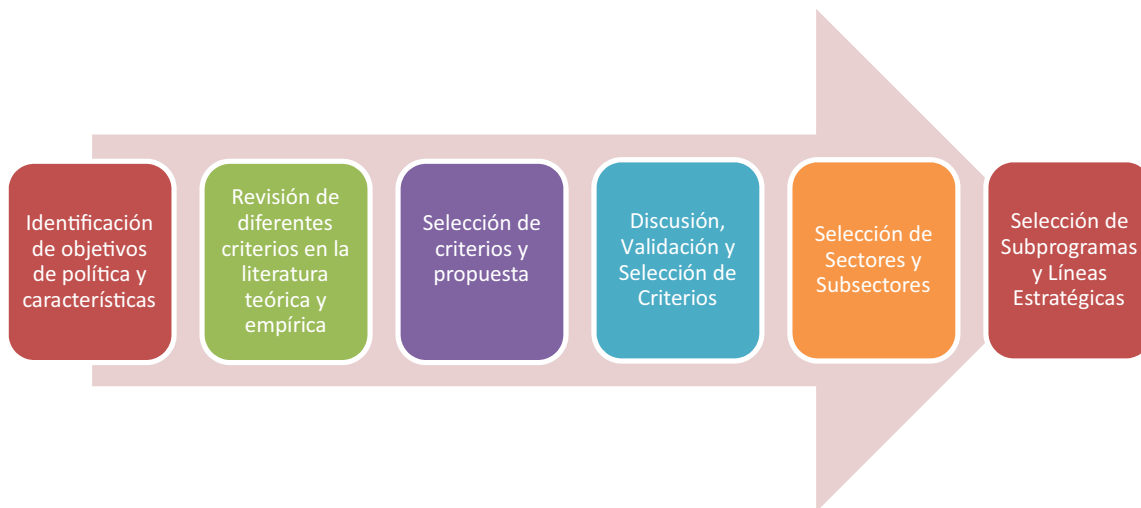 Identificación
de objetivos
de política y
característícas
Revisión de
diferentes
criterios en la
literatura
teórica y
empírica
Selección de
criterios y
propuesta
Discusión,
Validación y
Selección de
Criterios
Selección de
Sectores y
Subsectores
Selección de
Subprogramas
y Líneas
Estratégicas